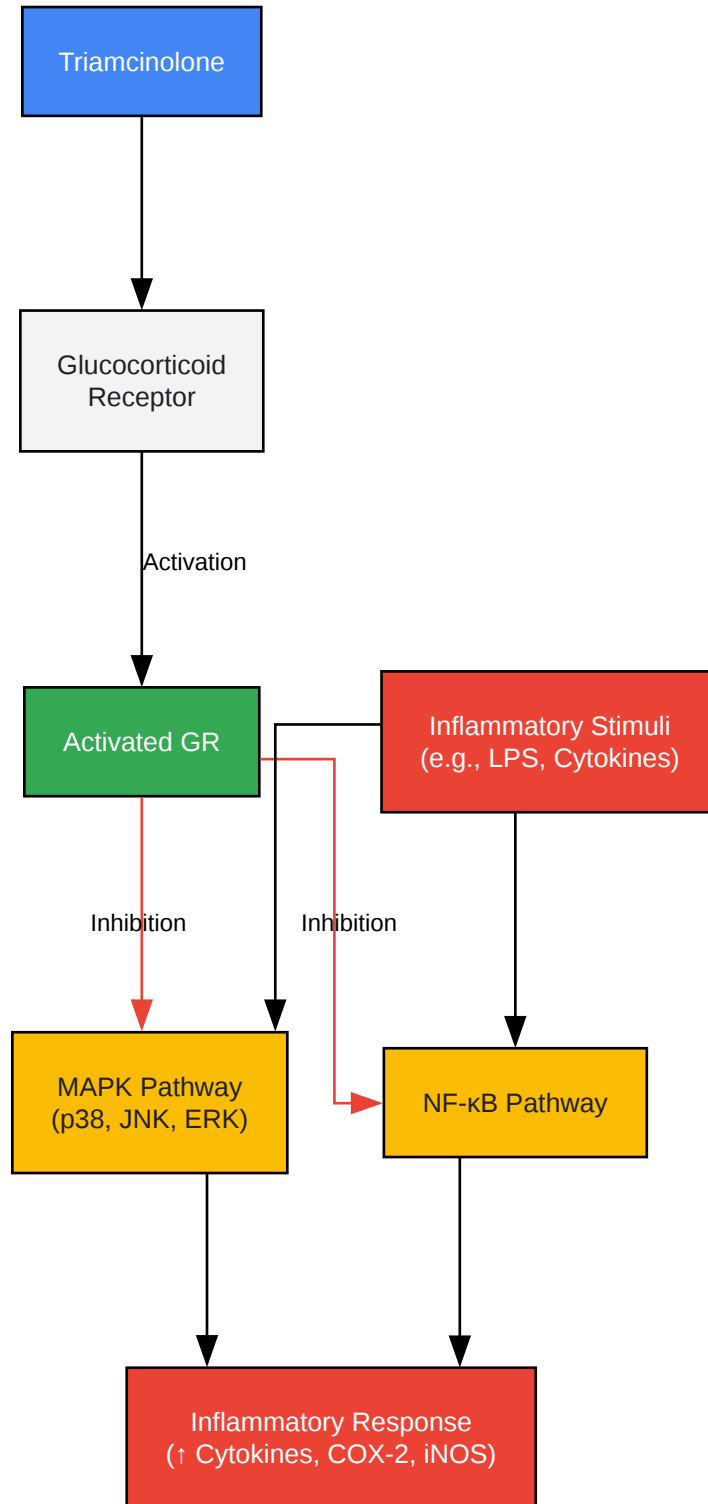 Triamcinolone
Glucocorticoid
Receptor
Activation
Activated GR
Inflammatory Stimuli
(e.g., LPS, Cytokines)
Inhibition
Inhibition
MAPK Pathway
(p38, JNK, ERK)
NF-κB Pathway
Inflammatory Response
(↑ Cytokines, COX-2, iNOS)